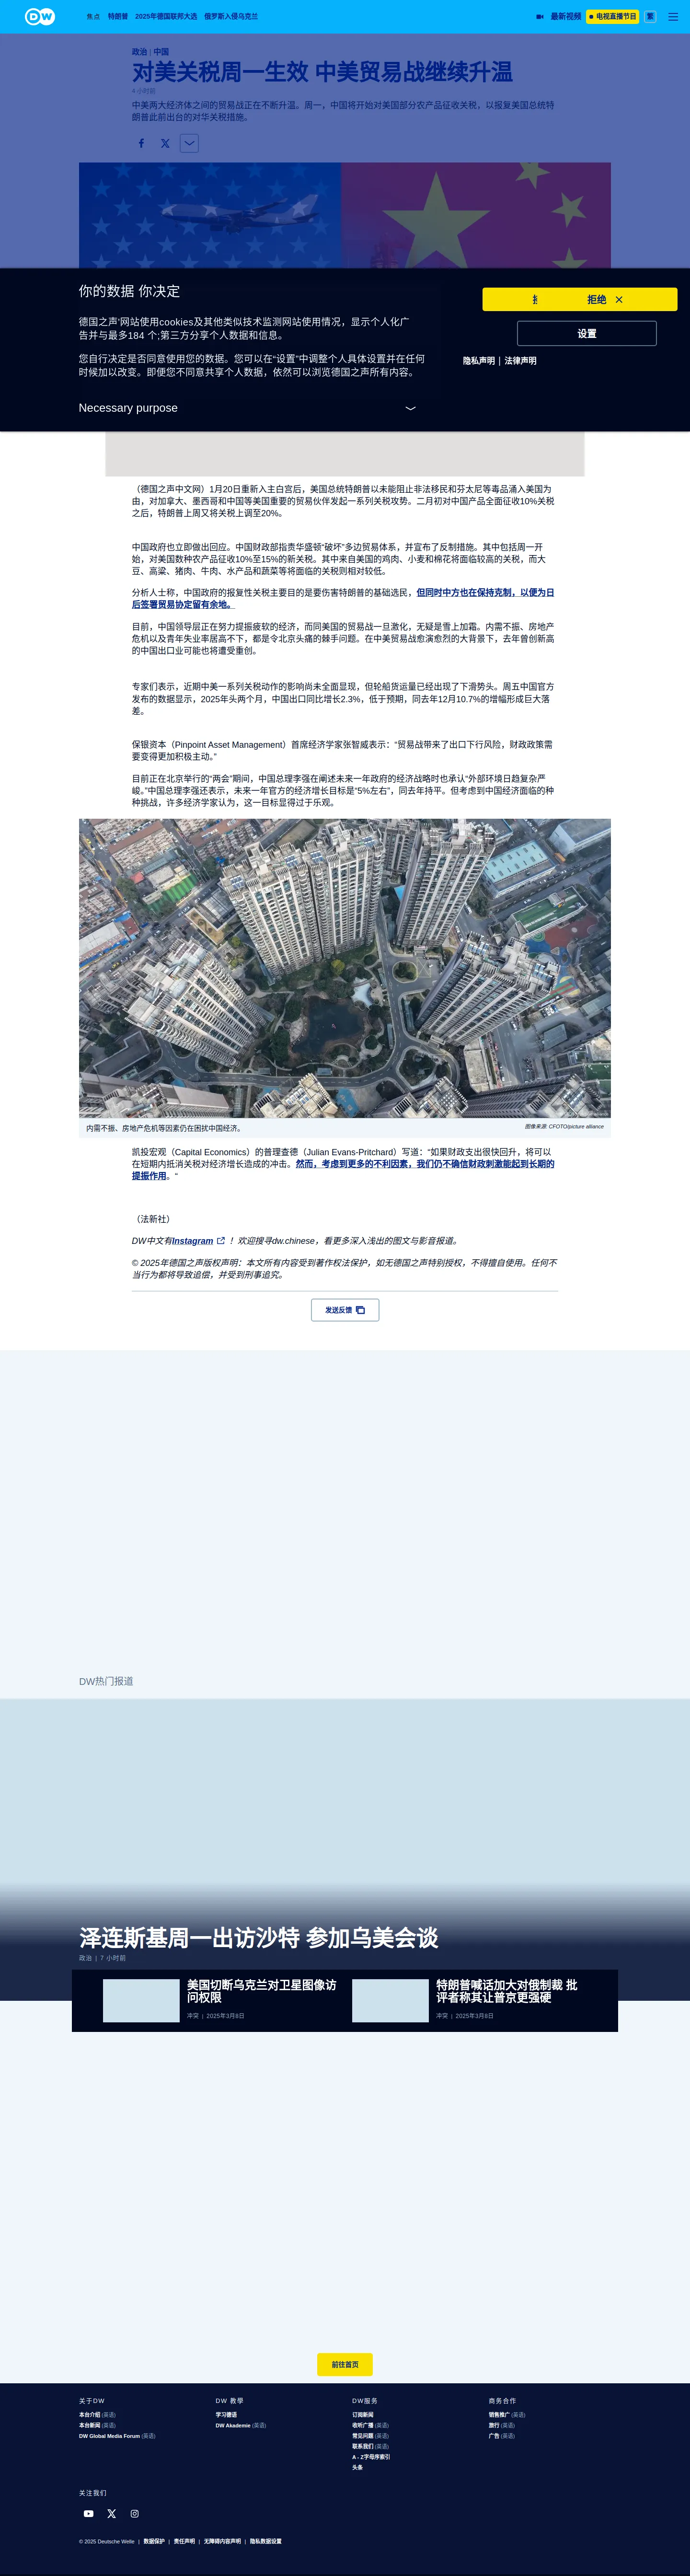 DW
焦点 特朗普 2025年德国联邦大选 俄罗斯入侵乌克兰 最新视频 电视直播节目 繁
政治 | 中国
对美关税周一生效 中美贸易战继续升温
4 小时前
中美两大经济体之间的贸易战正在不断升温。周一，中国将开始对美国部分农产品征收关税，以报复美国总统特
朗普此前出台的对华关税措施。
你的数据 你决定
拒绝
德国之声'网站使用cookies及其他类似技术监测网站使用情况，显示个人化广
告并与最多184 个;第三方分享个人数据和信息。
设置
您自行决定是否同意使用您的数据。您可以在"设置"中调整个人具体设置并在任何
时候加以改变。即便您不同意共享个人数据，依然可以浏览德国之声所有内容。
隐私声明 | 法律声明
Necessary purpose
（德国之声中文网）1月20日重新入主白宫后，美国总统特朗普以未能阻止非法移民和芬太尼等毒品涌入美国为
由，对加拿大、墨西哥和中国等美国重要的贸易伙伴发起一系列关税攻势。二月初对中国产品全面征收10%关税
之后，特朗普上周又将关税上调至20%。
中国政府也立即做出回应。中国财政部指责华盛顿"破坏"多边贸易体系，并宣布了反制措施。其中包括周一开
始，对美国数种农产品征收10%至15%的新关税。其中来自美国的鸡肉、小麦和棉花将面临较高的关税，而大
豆、高粱、猪肉、牛肉、水产品和蔬菜等将面临的关税则相对较低。
分析人士称，中国政府的报复性关税主要目的是要伤害特朗普的基础选民，但同时中方也在保持克制，以便为日
后签署贸易协定留有余地。
目前，中国领导层正在努力提振疲软的经济，而同美国的贸易战一旦激化，无疑是雪上加霜。内需不振、房地产
危机以及青年失业率居高不下，都是令北京头痛的棘手问题。在中美贸易战愈演愈烈的大背景下，去年曾创新高
的中国出口业可能也将遭受重创。
专家们表示，近期中美一系列关税动作的影响尚未全面显现，但轮船货运量已经出现了下滑势头。周五中国官方
发布的数据显示，2025年头两个月，中国出口同比增长2.3%，低于预期，同去年12月10.7%的增幅形成巨大落
差。
保银资本（Pinpoint Asset Management）首席经济学家张智威表示："贸易战带来了出口下行风险，财政政策需
要变得更加积极主动。"
目前正在北京举行的"两会"期间，中国总理李强在阐述未来一年政府的经济战略时也承认"外部环境日趋复杂严
峻。"中国总理李强还表示，未来一年官方的经济增长目标是"5%左右"，同去年持平。但考虑到中国经济面临的种
种挑战，许多经济学家认为，这一目标显得过于乐观。
内需不振、房地产危机等因素仍在困扰中国经济。 图像来源: CFOTO/picture alliance
凯投宏观（Capital Economics）的普理查德（Julian Evans-Pritchard）写道："如果财政支出很快回升，将可以
在短期内抵消关税对经济增长造成的冲击。然而，考虑到更多的不利因素，我们仍不确信财政刺激能起到长期的
提振作用。"
（法新社）
DW中文有Instagram ！欢迎搜寻dw.chinese，看更多深入浅出的图文与影音报道。
© 2025年德国之声版权声明：本文所有内容受到著作权法保护，如无德国之声特别授权，不得擅自使用。任何不
当行为都将导致追偿，并受到刑事追究。
发送反馈
DW热门报道
泽连斯基周一出访沙特 参加乌美会谈
政治 | 7 小时前
美国切断乌克兰对卫星图像访
问权限
冲突 | 2025年3月8日
特朗普喊话加大对俄制裁 批
评者称其让普京更强硬
冲突 | 2025年3月8日
前往首页
关于DW
本台介绍 (英语)
本台新闻 (英语)
DW Global Media Forum (英语)
DW 教學
学习德语
DW Akademie (英语)
DW服务
订阅新闻
收听广播 (英语)
常见问题 (英语)
联系我们 (英语)
A - Z字母序索引
头条
商务合作
销售推广 (英语)
旅行 (英语)
广告 (英语)
关注我们
© 2025 Deutsche Welle | 数据保护 | 责任声明 | 无障碍内容声明 | 隐私数据设置